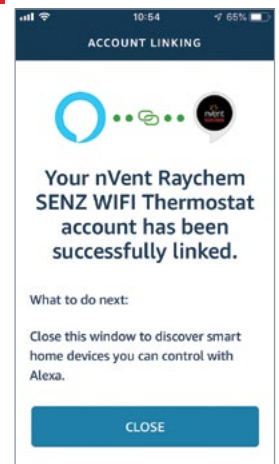 10:54
65%
ACCOUNT LINKING
nVent
Your nVent Raychem
SENZ WIFI Thermostat
account has been
successfully linked.
What to do next:
Close this window to discover smart
home devices you can control with
Alexa.
CLOSE